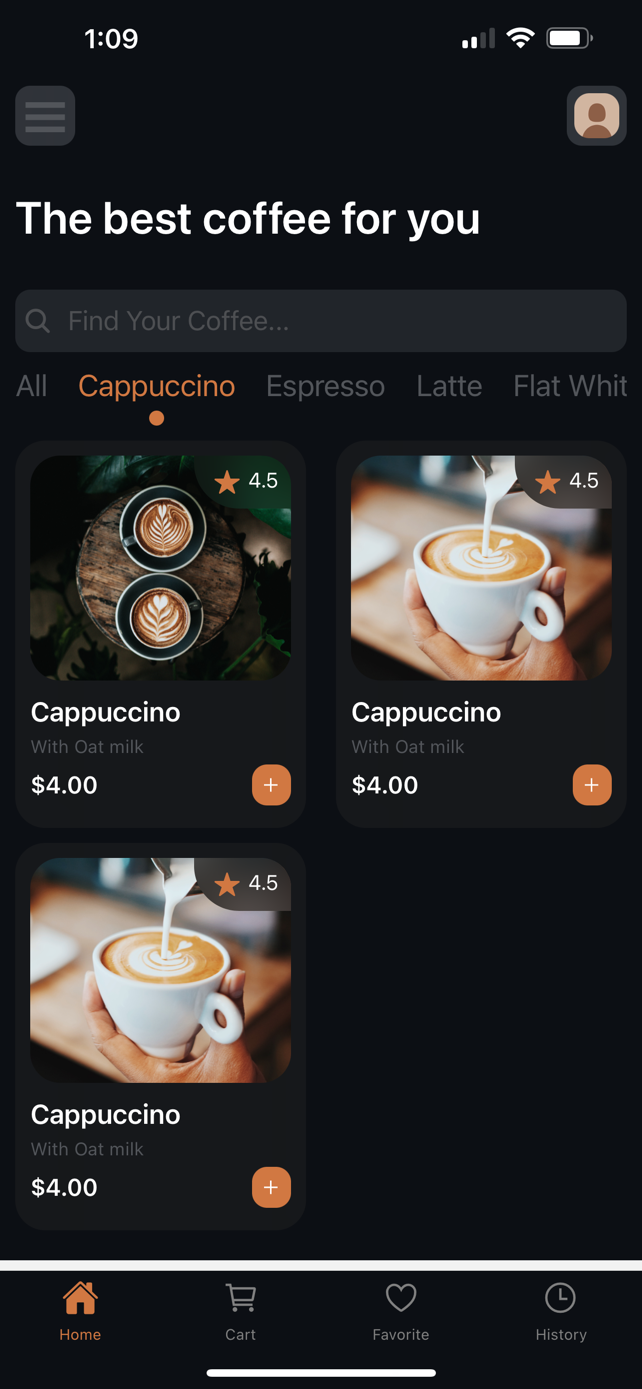 1:09
The best coffee for you
Find Your Coffee...
All Cappuccino Espresso Latte Flat Whit
4.5 4.5
Cappuccino Cappuccino
With Oat milk With Oat milk
$4.00 + $4.00 +
4.5
Cappuccino
With Oat milk
$4.00 +
Home Cart Favorite History